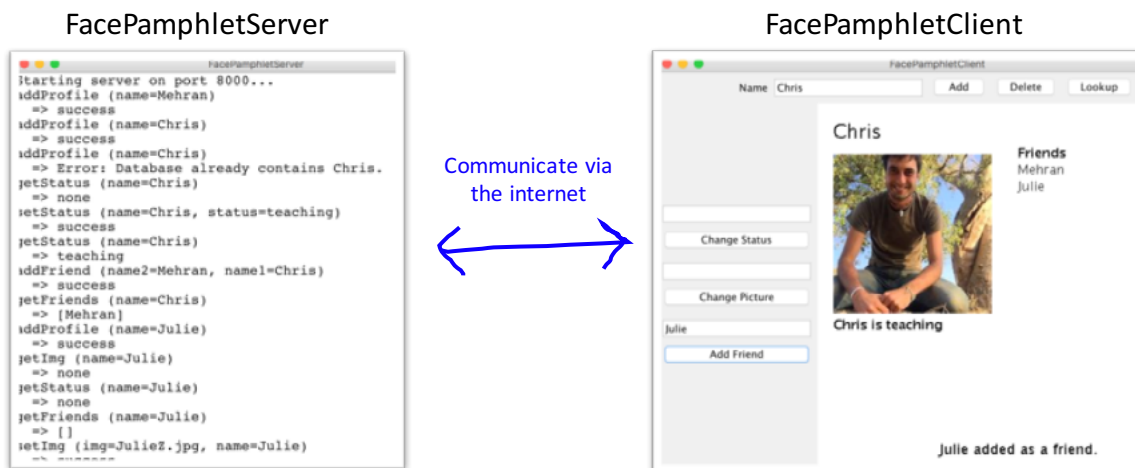 FacePamphletServer
FacePamphletServer
Starting server on port 8000...
addProfile (name=Mehran)
=> success
addProfile (name=Chris)
=> success
addProfile (name=Chris)
=> Error: Database already contains Chris.
getStatus (name=Chris)
=> none
setStatus (name=Chris, status=teaching)
=> success
getStatus (name=Chris)
=> teaching
addFriend (name2=Mehran, name1=Chris)
=> success
getFriends (name=Chris)
=> [Mehran]
addProfile (name=Julie)
=> success
getImg (name=Julie)
=> none
getStatus (name=Julie)
=> none
getFriends (name=Julie)
=> []
setImg (img=JulieZ.jpg, name=Julie)
=> success
Communicate via
the internet
FacePamphletClient
FacePamphletClient
Name Chris Add Delete Lookup
Chris
Friends
Mehran
Julie
Change Status
Change Picture
Julie
Add Friend
Chris is teaching
Julie added as a friend.